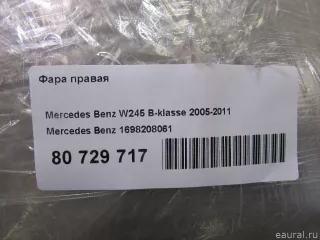 Фара правая
Mercedes Benz W245 B-klasse 2005-2011
Mercedes Benz 1698208061
80 729 717
eaural.ru